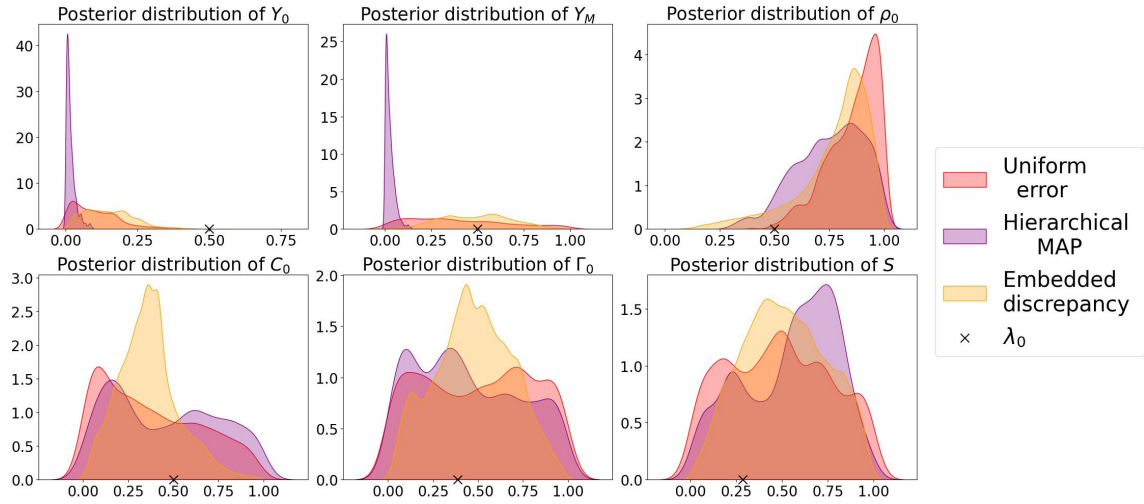 Posterior distribution of Y₀
Posterior distribution of Y_M
Posterior distribution of ρ₀
40
30
20
10
0
0.00 0.25 0.50 0.75
25
20
15
10
5
0
0.00 0.25 0.50 0.75 1.00
4
3
2
1
0
0.25 0.50 0.75 1.00
Posterior distribution of C₀
Posterior distribution of Γ₀
Posterior distribution of S
3.0
2.5
2.0
1.5
1.0
0.5
0.0
0.00 0.25 0.50 0.75 1.00
2.0
1.5
1.0
0.5
0.0
0.00 0.25 0.50 0.75 1.00
1.5
1.0
0.5
0.0
0.00 0.25 0.50 0.75 1.00
Uniform
error
Hierarchical
MAP
Embedded
discrepancy
λ₀